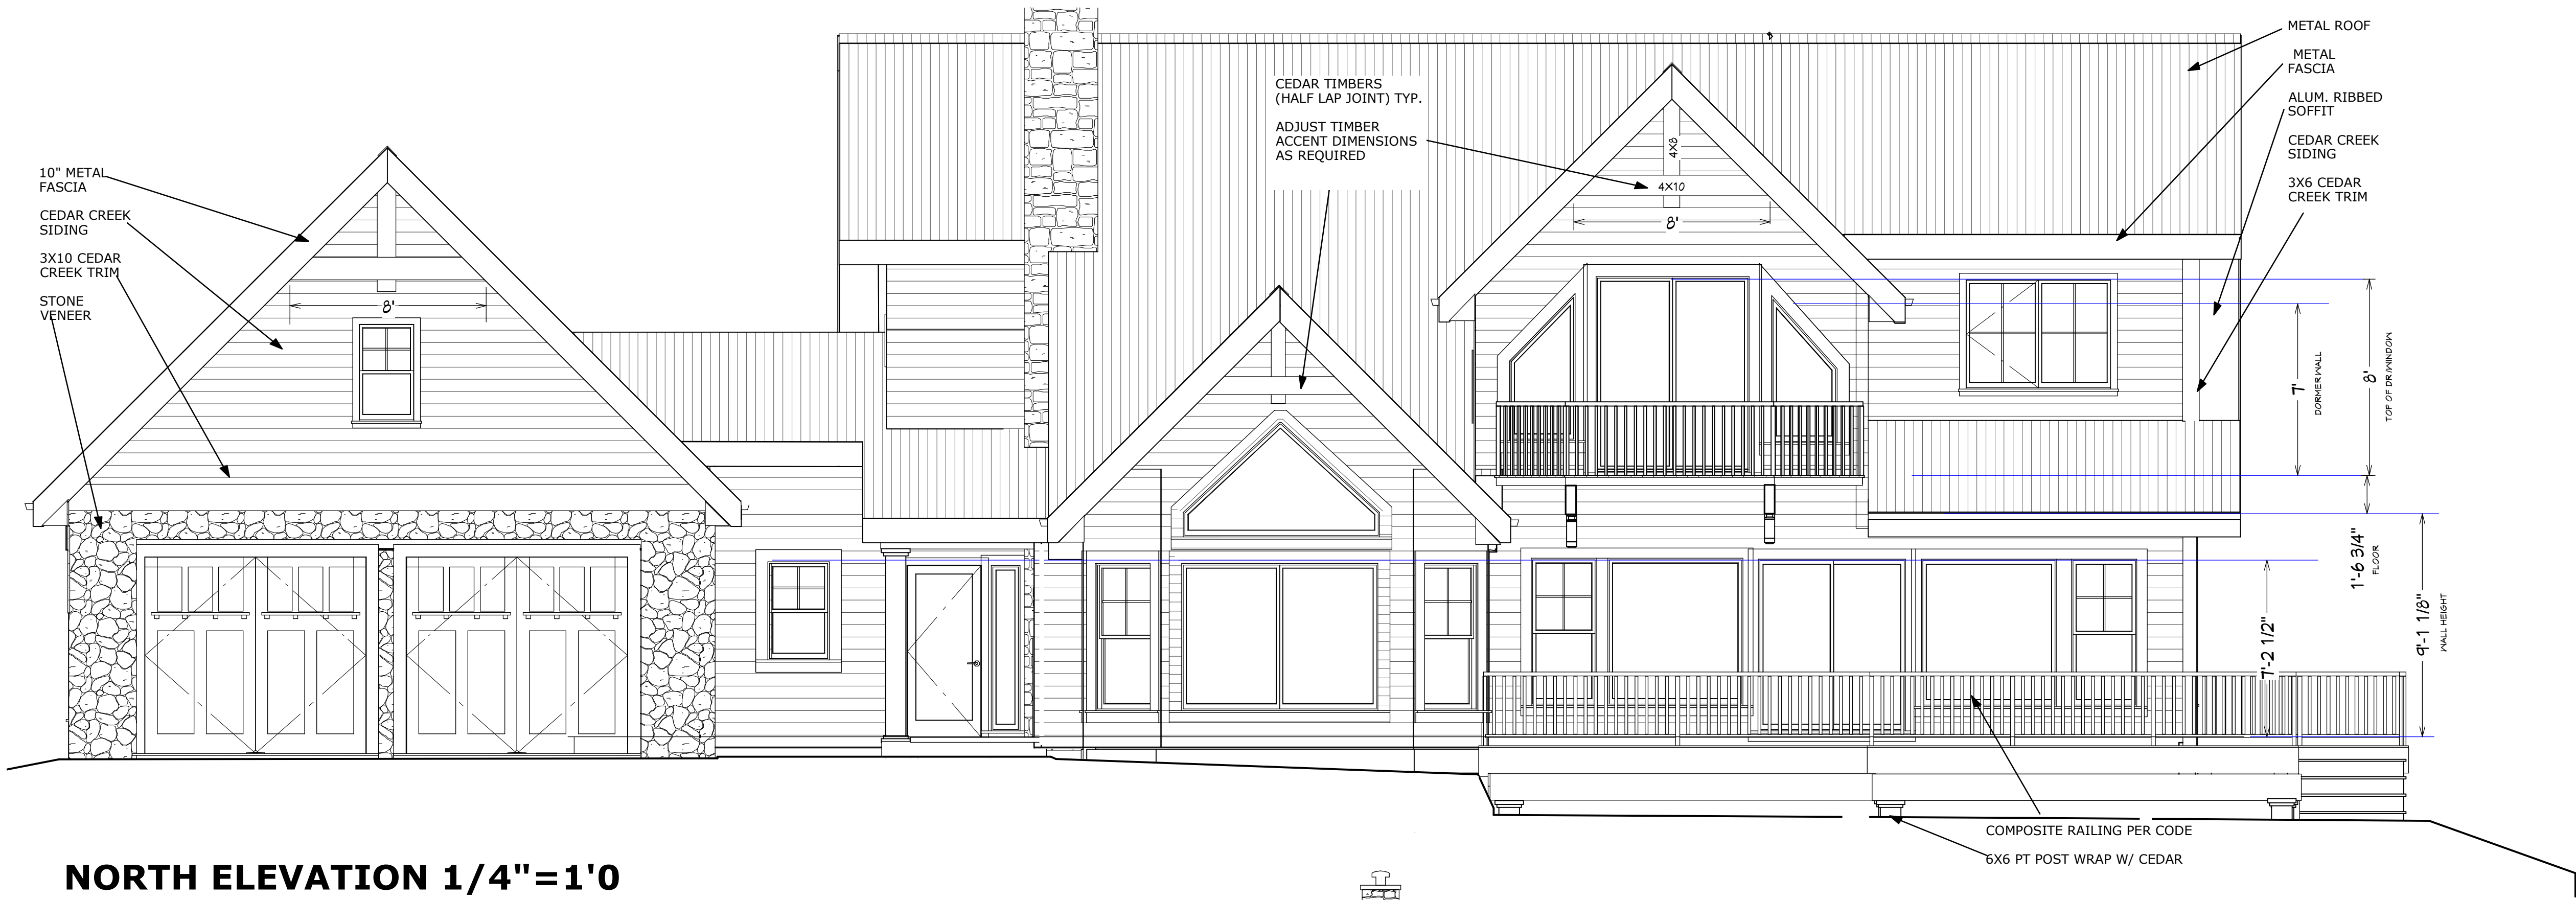 METAL ROOF
METAL
FASCIA
ALUM. RIBBED
SOFFIT
CEDAR CREEK
SIDING
3X6 CEDAR
CREEK TRIM
CEDAR TIMBERS
(HALF LAP JOINT) TYP.
ADJUST TIMBER
ACCENT DIMENSIONS
AS REQUIRED
4X8
4X10
8'
10" METAL
FASCIA
CEDAR CREEK
SIDING
3X10 CEDAR
CREEK TRIM
STONE
VENEER
8'
7'
DORMER WALL
8'
TOP OF DR/WINDOW
1'-6 3/4"
FLOOR
9'-1 1/8"
WALL HEIGHT
7'-2 1/2"
COMPOSITE RAILING PER CODE
6X6 PT POST WRAP W/ CEDAR
NORTH ELEVATION 1/4"=1'0